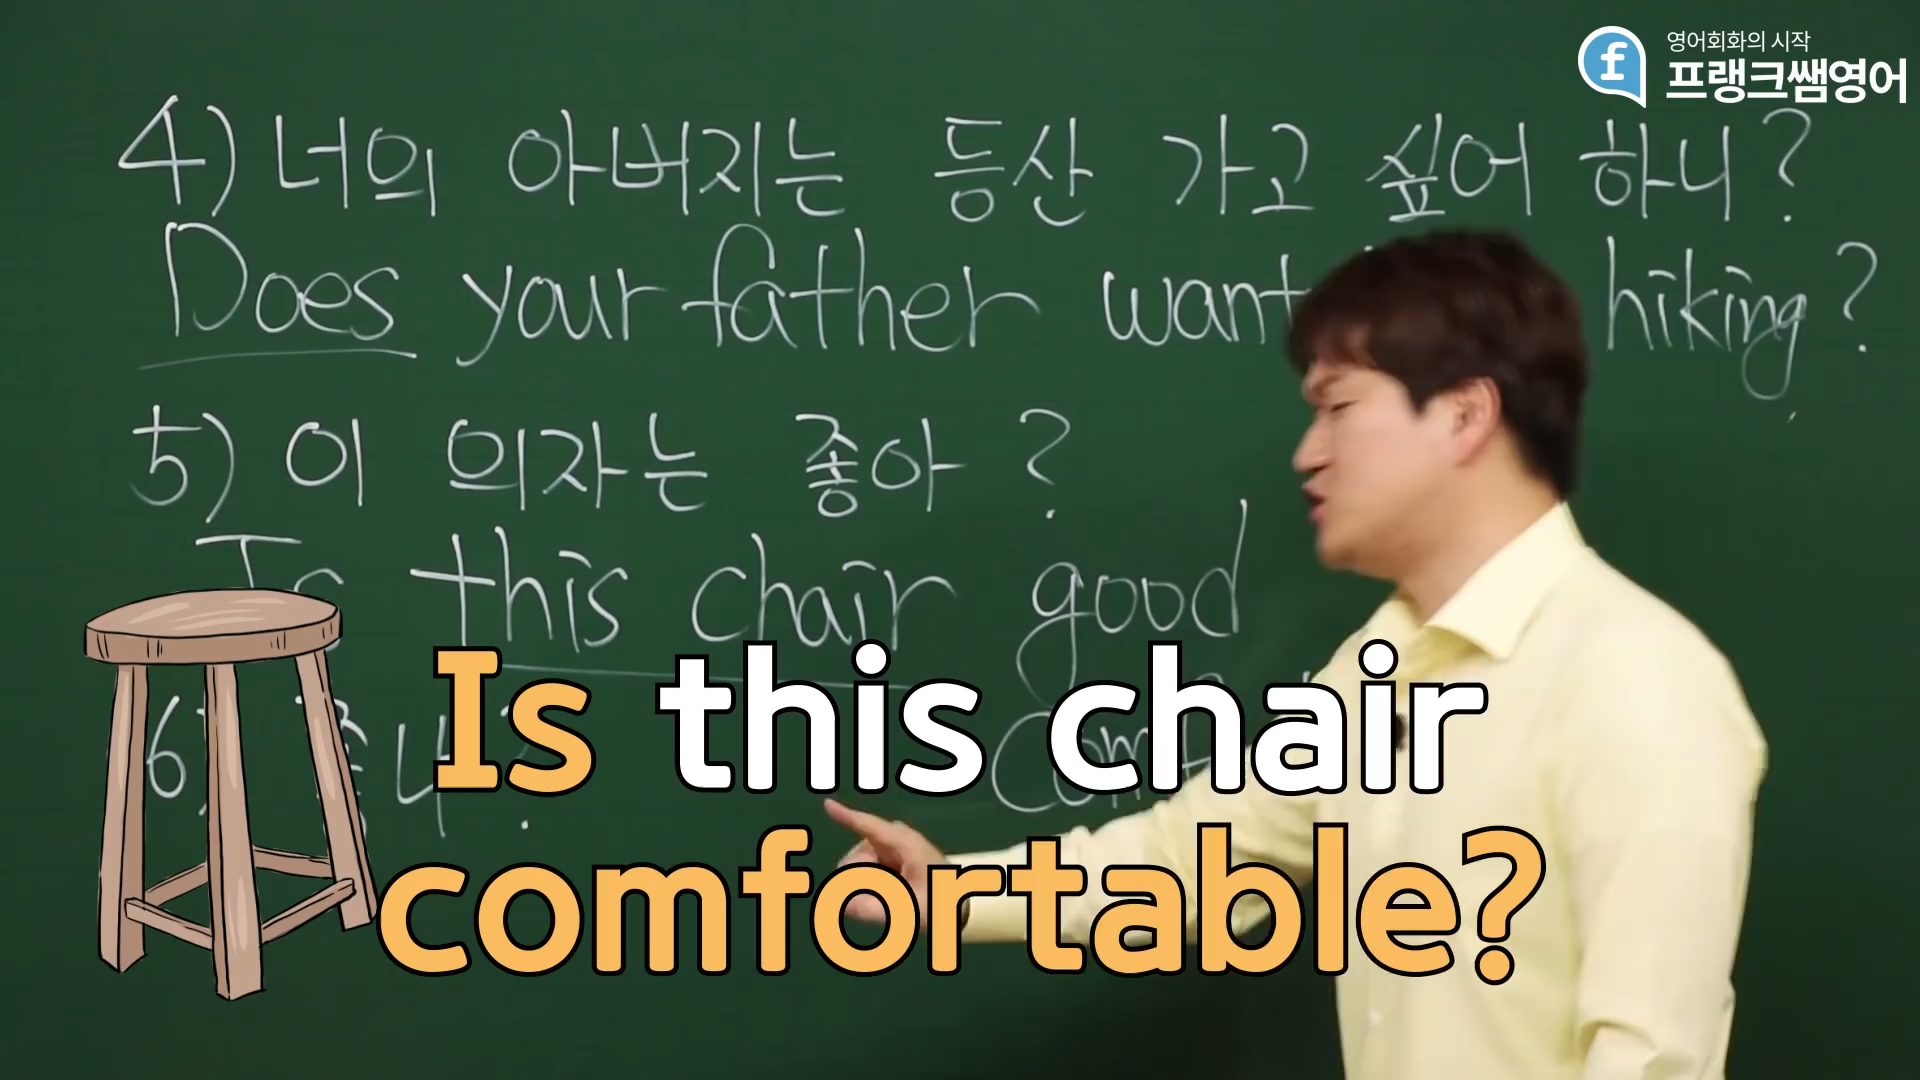 영어회화의 시작
프랭크쌤영어
4) 너의 아버지는 등산 가고 싶어 하니?
Does your father want hiking?
5) 이 의자는 좋아?
Is this chair good
6)
Is this chair
comfortable?